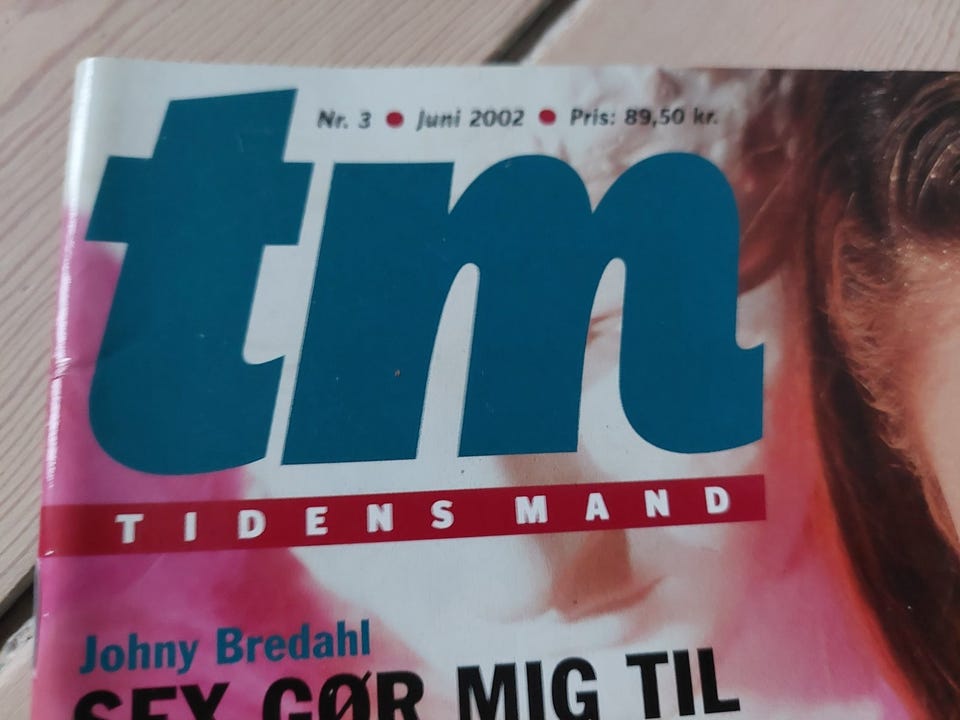 Nr. 3 ● Juni 2002 ● Pris: 89,50 kr.
tm
TIDENS MAND
Johny Bredahl
SEX GØR MIG TIL